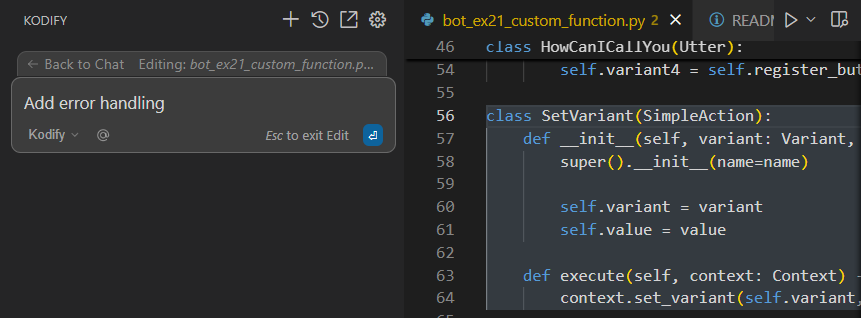 KODIFY
← Back to Chat Editing: bot_ex21_custom_function.p...
Add error handling
Kodify @ Esc to exit Edit
bot_ex21_custom_function.py 2 ×
46 class HowCanICallYou(Utter):
54 self.variant4 = self.register_but
55
56 class SetVariant(SimpleAction):
57 def __init__(self, variant: Variant,
58 super().__init__(name=name)
59
60 self.variant = variant
61 self.value = value
62
63 def execute(self, context: Context) -
64 context.set_variant(self.variant,